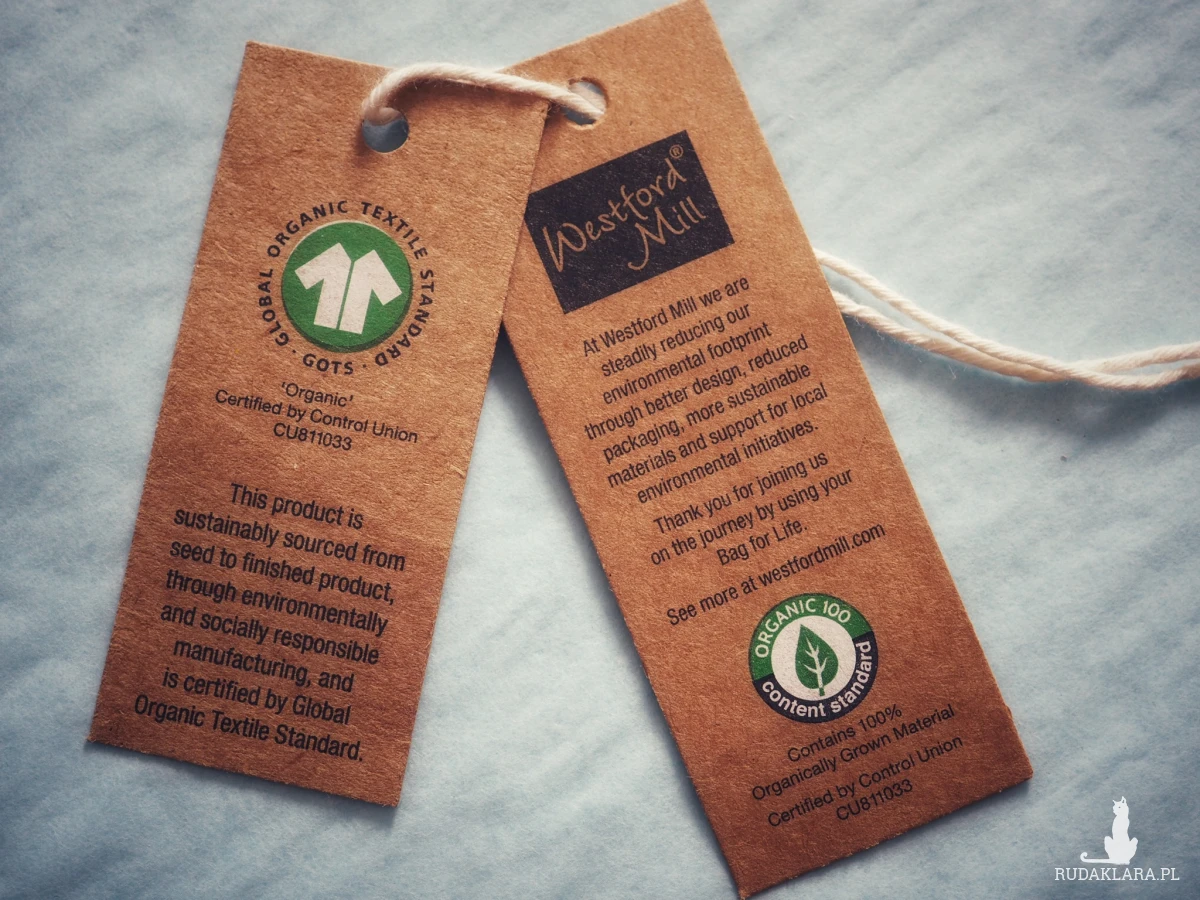 GLOBAL ORGANIC TEXTILE STANDARD · GOTS ·
'Organic'
Certified by Control Union
CU811033
This product is
sustainably sourced from
seed to finished product,
through environmentally
and socially responsible
manufacturing, and
is certified by Global
Organic Textile Standard.
Westford®
Mill
At Westford Mill we are
steadily reducing our
environmental footprint
through better design, reduced
packaging, more sustainable
materials and support for local
environmental initiatives.
Thank you for joining us
on the journey by using your
Bag for Life.
See more at westfordmill.com
ORGANIC 100
content standard
Contains 100%
Organically Grown Material
Certified by Control Union
CU811033
RUDAKLARA.PL